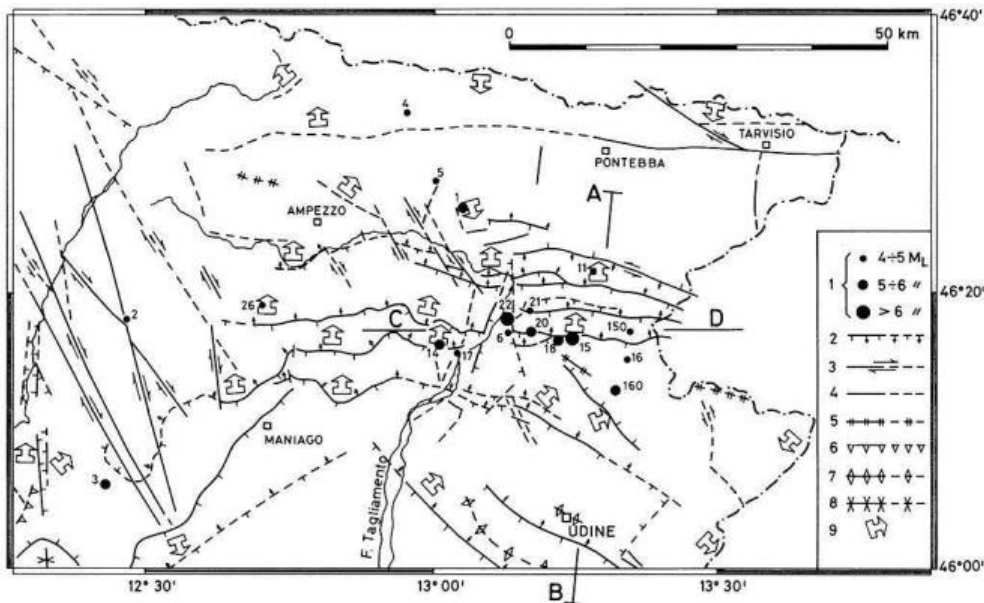 46°40'
0 50 km
4
TARVISIO
PONTEBBA
5
A
1
AMPEZZO
11
4÷5 M_L
1 5÷6 "
> 6 "
26
22
21
46°20'
2
C
20
150
D
6
14
17
18
15
16
160
2
3
4
5
6
7
8
9
MANIAGO
3
F. Tagliamento
UDINE
46°00'
12° 30'
13° 00'
13° 30'
B